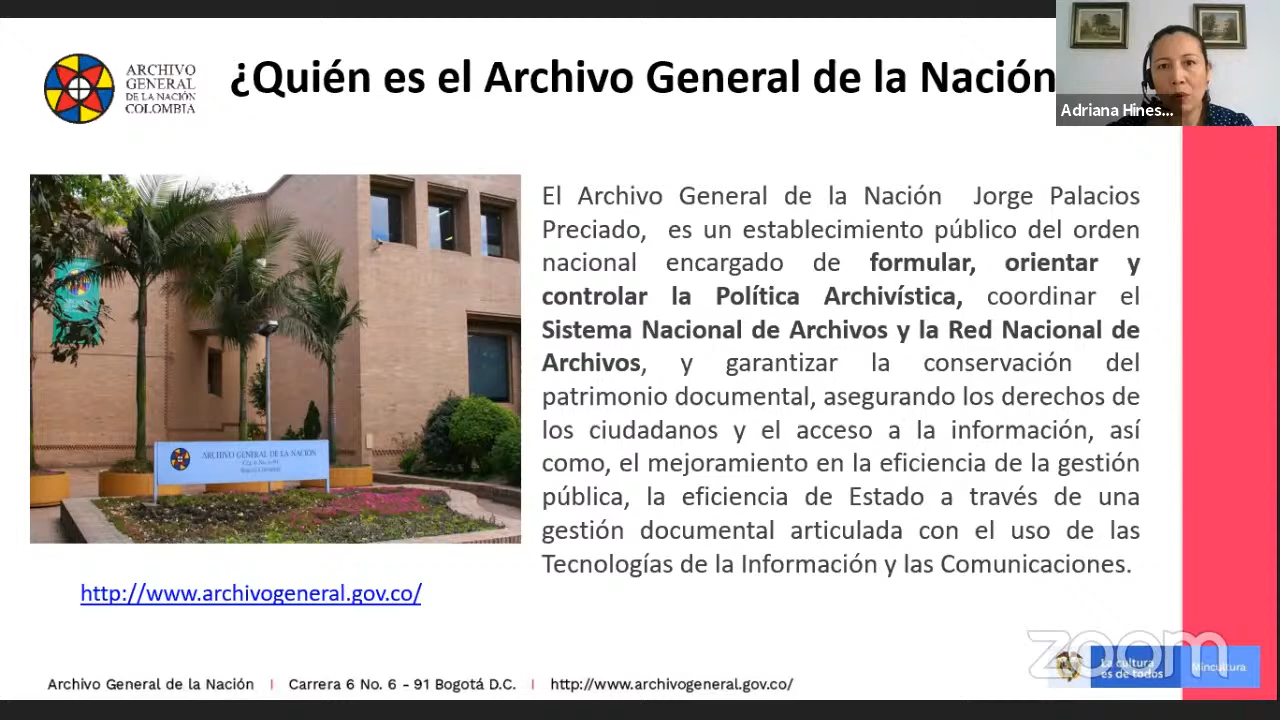 ARCHIVO
GENERAL
DE LA NACIÓN
COLOMBIA
¿Quién es el Archivo General de la Nación
Adriana Hines...
El Archivo General de la Nación Jorge Palacios
Preciado, es un establecimiento público del orden
nacional encargado de formular, orientar y
controlar la Política Archivística, coordinar el
Sistema Nacional de Archivos y la Red Nacional de
Archivos, y garantizar la conservación del
patrimonio documental, asegurando los derechos de
los ciudadanos y el acceso a la información, así
como, el mejoramiento en la eficiencia de la gestión
pública, la eficiencia de Estado a través de una
gestión documental articulada con el uso de las
Tecnologías de la Información y las Comunicaciones.
ARCHIVO GENERAL DE LA NACIÓN
http://www.archivogeneral.gov.co/
zoom
La cultura
es de todos
Mincultura
Archivo General de la Nación | Carrera 6 No. 6 - 91 Bogotá D.C. | http://www.archivogeneral.gov.co/